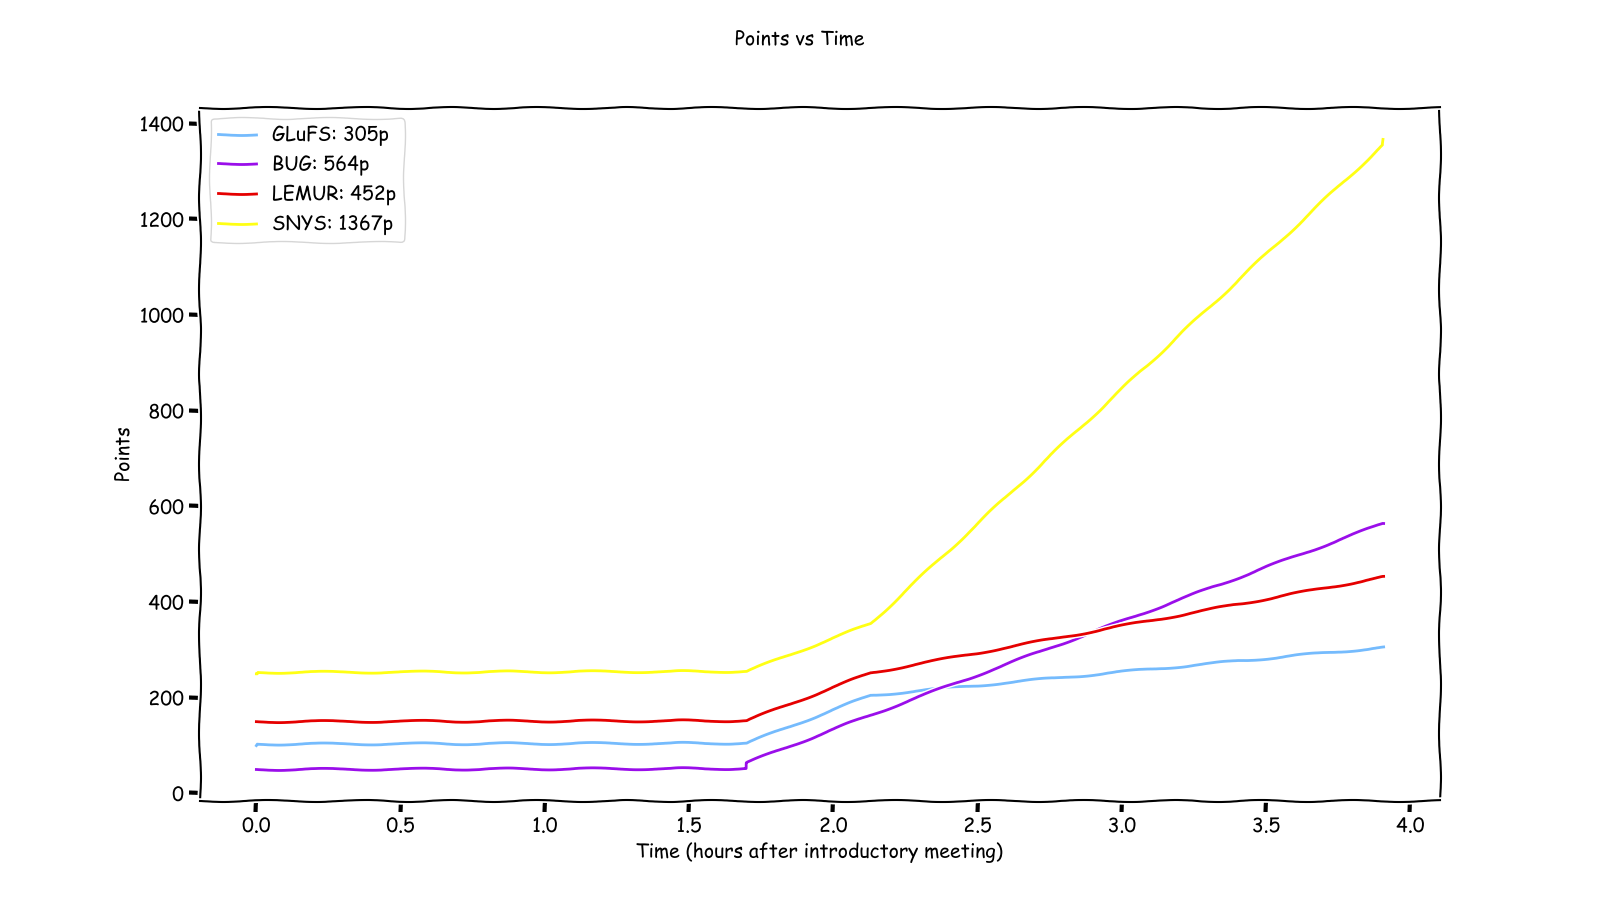 Points vs Time
GLuFS: 305p
BUG: 564p
LEMUR: 452p
SNYS: 1367p
1400
1200
1000
800
600
400
200
0
Points
0.0 0.5 1.0 1.5 2.0 2.5 3.0 3.5 4.0
Time (hours after introductory meeting)